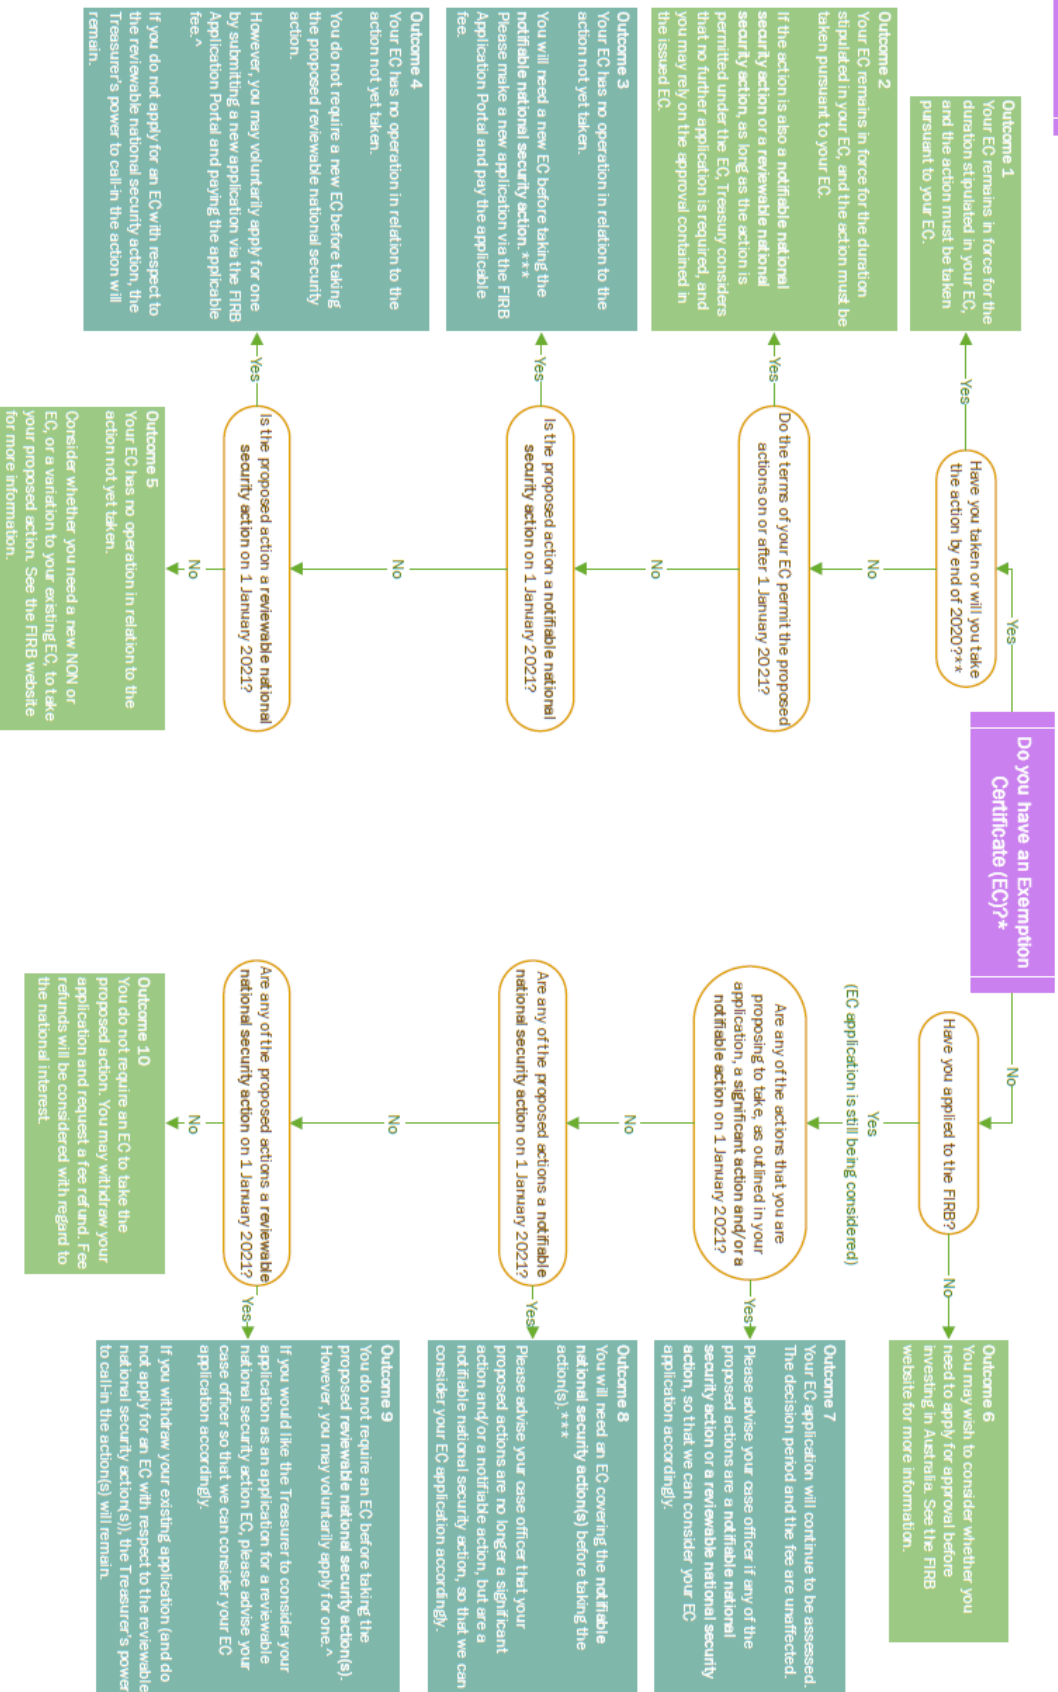 Do you have an Exemption
Certificate (EC)?*
Yes
No
Have you taken or will you take
the action by end of 2020?**
Yes
Outcome 1
Your EC remains in force for the
duration stipulated in your EC,
and the action must be taken
pursuant to your EC.
No
Do the terms of your EC permit the proposed
actions on or after 1 January 2021?
Yes
Outcome 2
Your EC remains in force for the duration
stipulated in your EC, and the action must be
taken pursuant to your EC.
If the action is also a notifiable national
security action or a reviewable national
security action, as long as the action is
permitted under the EC, Treasury considers
that no further application is required, and
you may rely on the approval contained in
the issued EC.
No
Is the proposed action a notifiable national
security action on 1 January 2021?
Yes
Outcome 3
Your EC has no operation in relation to the
action not yet taken.
You will need a new EC before taking the
notifiable national security action.***
Please make a new application via the FIRB
Application Portal and pay the applicable
fee.
No
Is the proposed action a reviewable national
security action on 1 January 2021?
Yes
Outcome 4
Your EC has no operation in relation to the
action not yet taken.
You do not require a new EC before taking
the proposed reviewable national security
action.
However, you may voluntarily apply for one
by submitting a new application via the FIRB
Application Portal and paying the applicable
fee.^
If you do not apply for an EC with respect to
the reviewable national security action, the
Treasurer's power to call-in the action will
remain.
No
Outcome 5
Your EC has no operation in relation to the
action not yet taken.
Consider whether you need a new NON or
EC, or a variation to your existing EC, to take
your proposed action. See the FIRB website
for more information.
Have you applied to the FIRB?
No
Outcome 6
You may wish to consider whether you
need to apply for approval before
investing in Australia. See the FIRB
website for more information.
Yes
(EC application is still being considered)
Are any of the actions that you are
proposing to take, as outlined in your
application, a significant action and/or a
notifiable action on 1 January 2021?
Yes
Outcome 7
Your EC application will continue to be assessed.
The decision period and the fee are unaffected.
Please advise your case officer if any of the
proposed actions are a notifiable national
security action or a reviewable national security
action, so that we can consider your EC
application accordingly.
No
Are any of the proposed actions a notifiable
national security action on 1 January 2021?
Yes
Outcome 8
You will need an EC covering the notifiable
national security action(s) before taking the
action(s).***
Please advise your case officer that your
proposed actions are no longer a significant
action and/or a notifiable action, but are a
notifiable national security action, so that we can
consider your EC application accordingly.
No
Are any of the proposed actions a reviewable
national security action on 1 January 2021?
Yes
Outcome 9
You do not require an EC before taking the
proposed reviewable national security action(s).
However, you may voluntarily apply for one.^
If you would like the Treasurer to consider your
application as an application for a reviewable
national security action EC, please advise your
case officer so that we can consider your EC
application accordingly.
If you withdraw your existing application (and do
not apply for an EC with respect to the reviewable
national security action(s)), the Treasurer's power
to call-in the action(s) will remain.
No
Outcome 10
You do not require an EC to take the
proposed action. You may withdraw your
application and request a fee refund. Fee
refunds will be considered with regard to
the national interest.